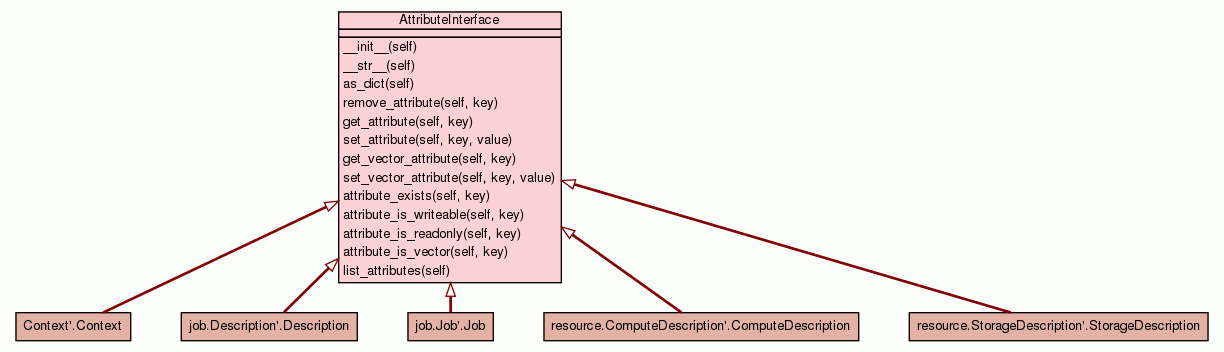 AttributeInterface
__init__(self)
__str__(self)
as_dict(self)
remove_attribute(self, key)
get_attribute(self, key)
set_attribute(self, key, value)
get_vector_attribute(self, key)
set_vector_attribute(self, key, value)
attribute_exists(self, key)
attribute_is_writeable(self, key)
attribute_is_readonly(self, key)
attribute_is_vector(self, key)
list_attributes(self)
Context'.Context
job.Description'.Description
job.Job'.Job
resource.ComputeDescription'.ComputeDescription
resource.StorageDescription'.StorageDescription